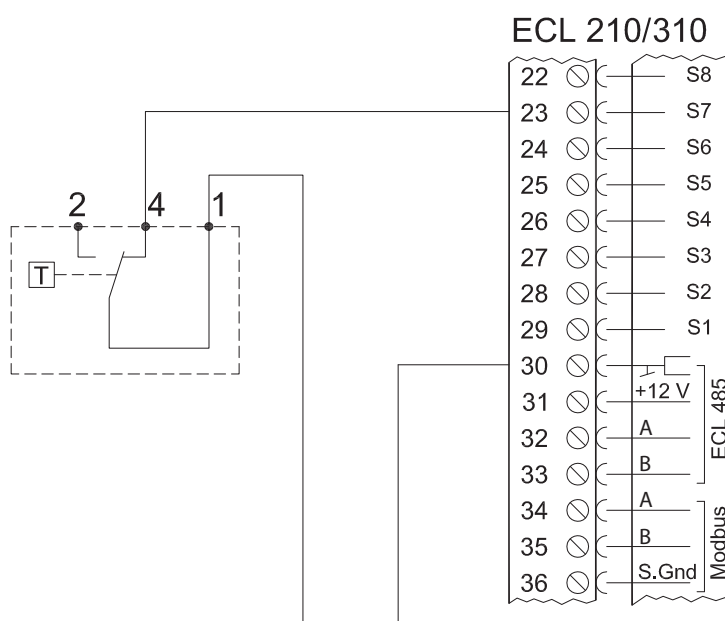 ECL 210/310
22 S8
23 S7
24 S6
25 S5
26 S4
27 S3
28 S2
29 S1
30
31 +12 V
32 A
33 B
ECL 485
34 A
35 B
36 S.Gnd
Modbus
2 4 1
T